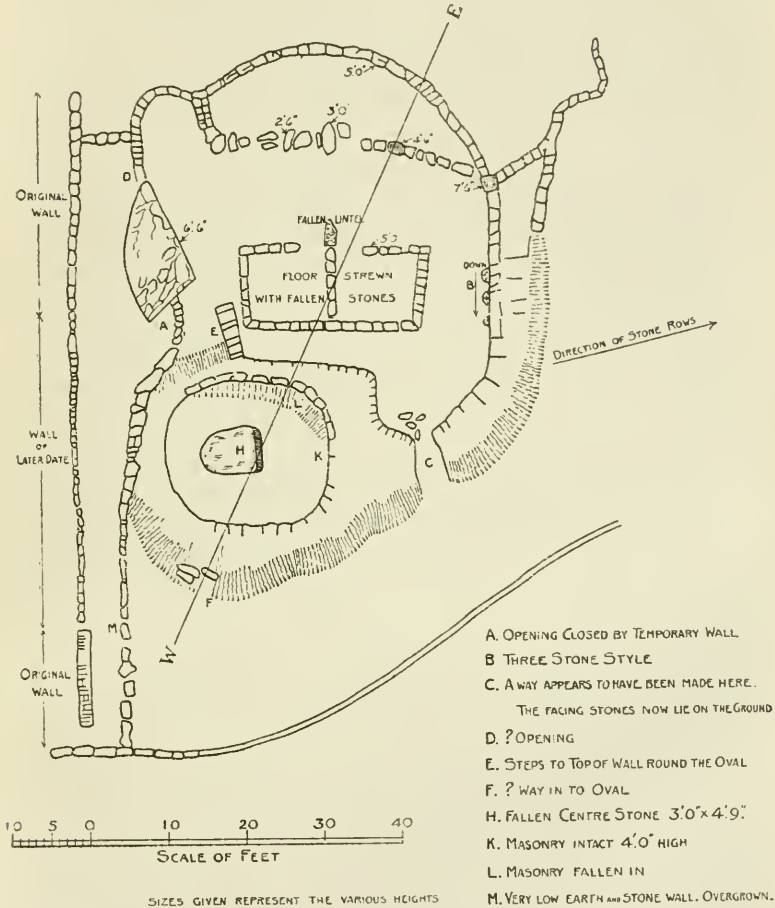 E
5'.0"
2'.6"
3'.0"
4'.6"
7'.6"
D
ORIGINAL
WALL
6'.6"
FALLEN LINTEL
5'.0
FLOOR STREWN
WITH FALLEN STONES
DOWN
B
A
E
DIRECTION OF STONE ROWS
L
WALL
OF
LATER DATE
H
K
C
F
M
W
ORIGINAL
WALL
A. OPENING CLOSED BY TEMPORARY WALL
B THREE STONE STYLE
C. A WAY APPEARS TO HAVE BEEN MADE HERE.
THE FACING STONES NOW LIE ON THE GROUND
D. ? OPENING
E. STEPS TO TOP OF WALL ROUND THE OVAL
F. ? WAY IN TO OVAL
H. FALLEN CENTRE STONE 3'.0" × 4'.9".
K. MASONRY INTACT 4'.0" HIGH
L. MASONRY FALLEN IN
M. VERY LOW EARTH AND STONE WALL. OVERGROWN.
10 5 0 10 20 30 40
SCALE OF FEET
SIZES GIVEN REPRESENT THE VARIOUS HEIGHTS